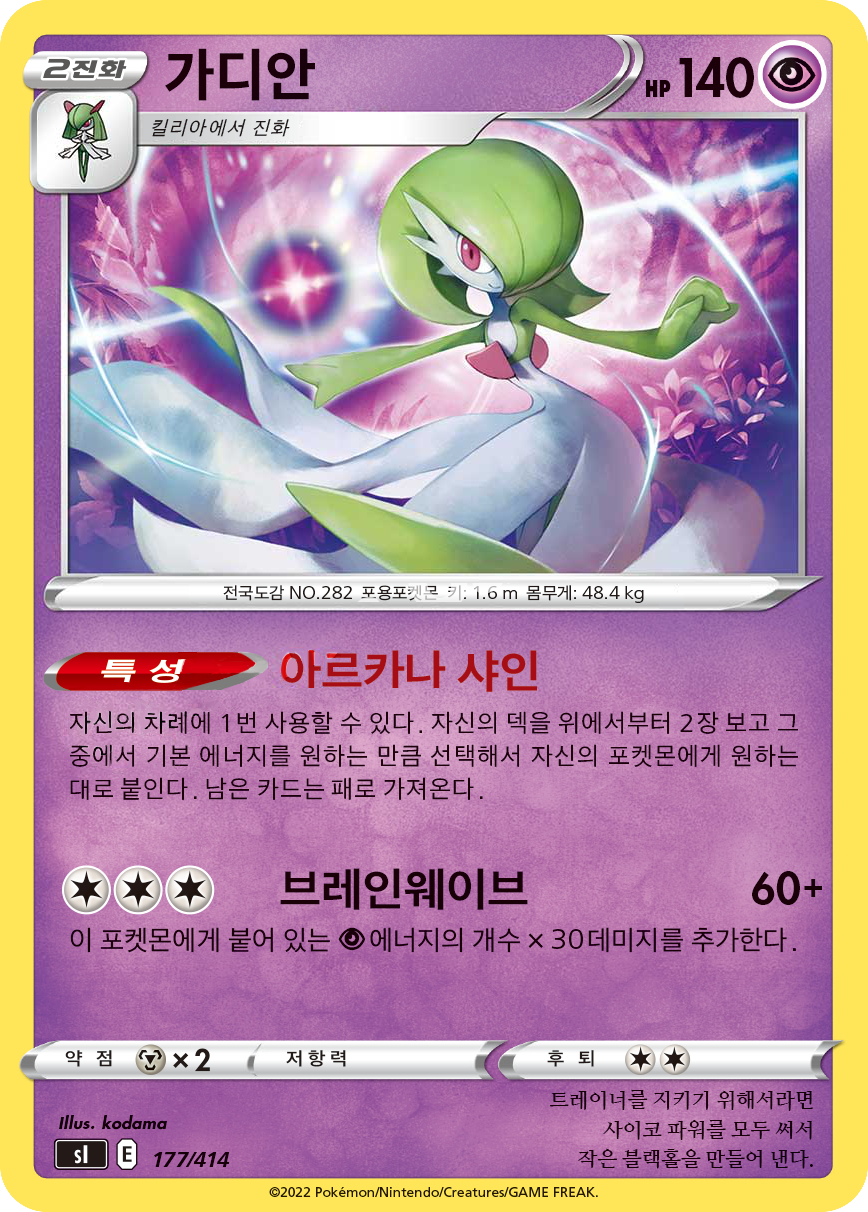 2진화
가디안
HP 140
킬리아에서 진화
전국도감 NO.282 포용포켓몬 키: 1.6 m 몸무게: 48.4 kg
특성 아르카나 샤인
자신의 차례에 1번 사용할 수 있다. 자신의 덱을 위에서부터 2장 보고 그
중에서 기본 에너지를 원하는 만큼 선택해서 자신의 포켓몬에게 원하는
대로 붙인다. 남은 카드는 패로 가져온다.
브레인웨이브 60+
이 포켓몬에게 붙어 있는 에너지의 개수 × 30데미지를 추가한다.
약점 ×2 저항력 후퇴
트레이너를 지키기 위해서라면
사이코 파워를 모두 써서
작은 블랙홀을 만들어 낸다.
Illus. kodama
sI E 177/414
©2022 Pokémon/Nintendo/Creatures/GAME FREAK.